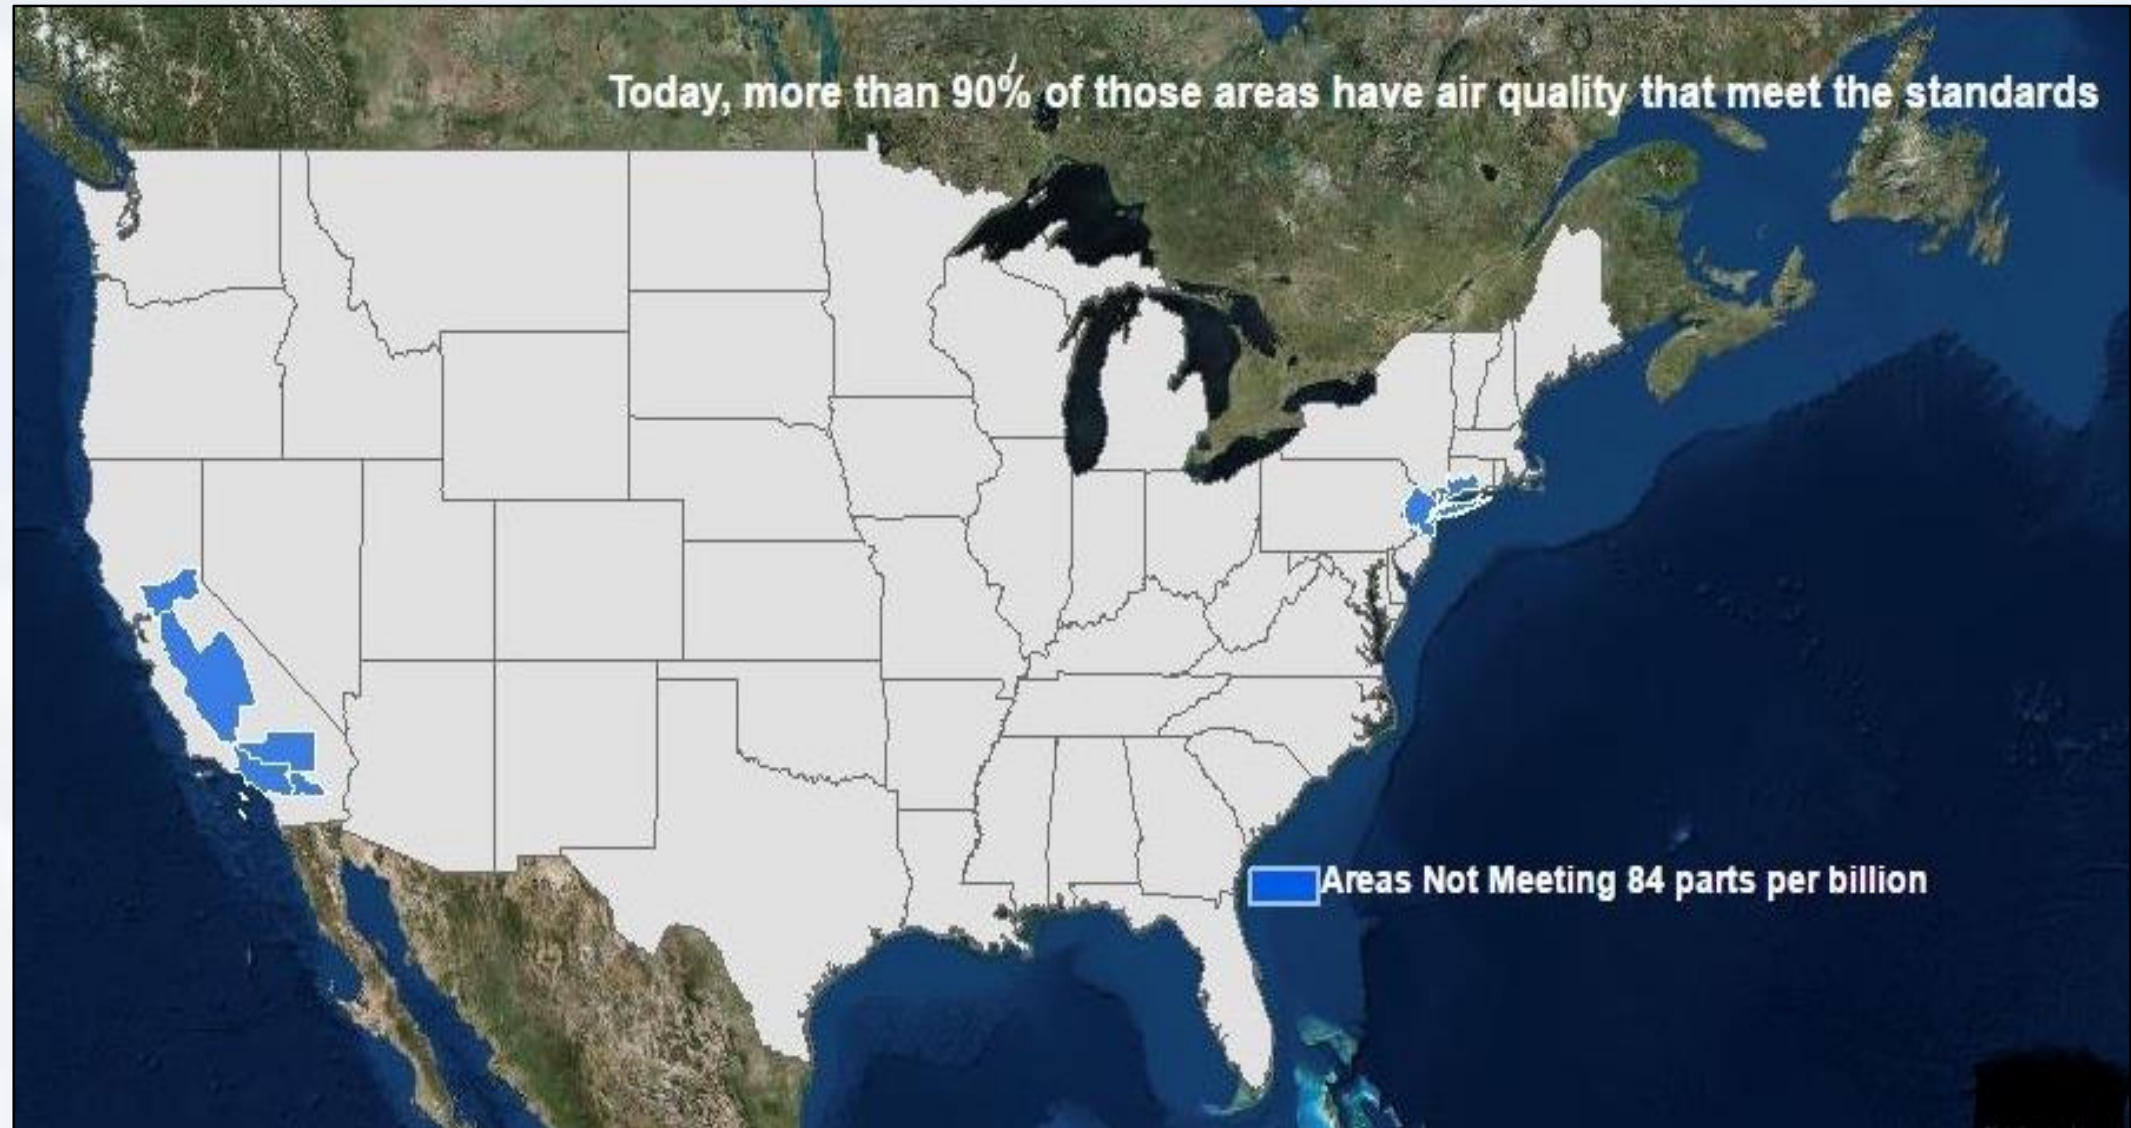 Today, more than 90% of those areas have air quality that meet the standards
Areas Not Meeting 84 parts per billion